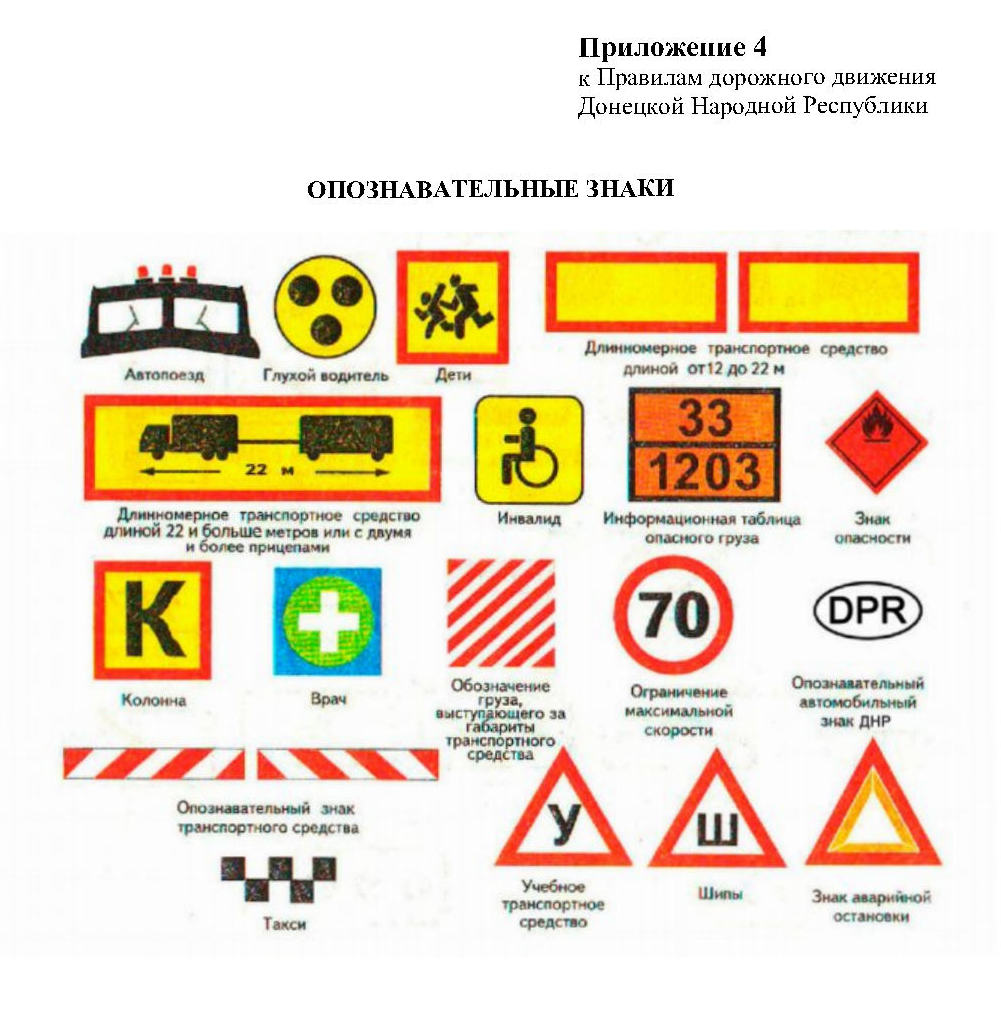 Приложение 4
к Правилам дорожного движения
Донецкой Народной Республики
ОПОЗНАВАТЕЛЬНЫЕ ЗНАКИ
Автопоезд
Глухой водитель
Дети
Длинномерное транспортное средство
длиной от12 до 22 м
22 м
Длинномерное транспортное средство
длиной 22 и больше метров или с двумя
и более прицепами
Инвалид
33
1203
Информационная таблица
опасного груза
Знак
опасности
К
Колонна
Врач
Обозначение
груза,
выступающего за
габариты
транспортного
средства
70
Ограничение
максимальной
скорости
DPR
Опознавательный
автомобильный
знак ДНР
Опознавательный знак
транспортного средства
Такси
У
Учебное
транспортное
средство
Ш
Шипы
Знак аварийной
остановки